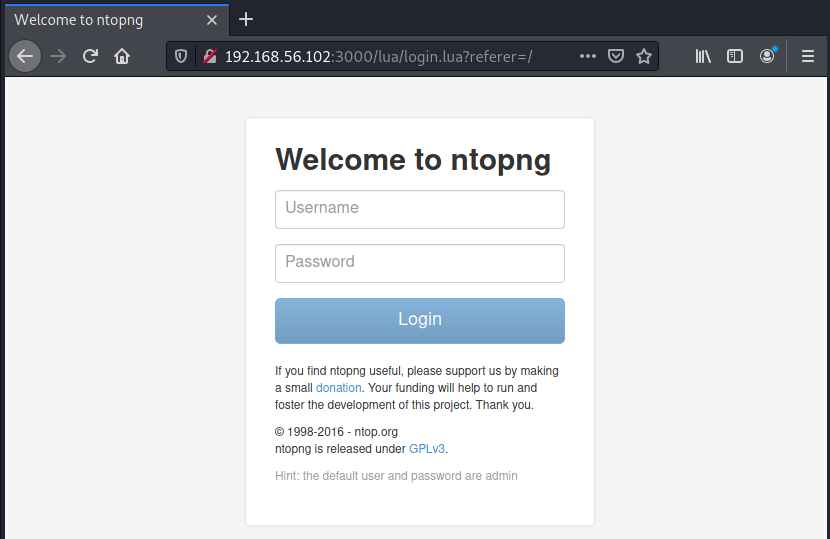 Welcome to ntopng
192.168.56.102:3000/lua/login.lua?referer=/
Welcome to ntopng
Username
Password
Login
If you find ntopng useful, please support us by making
a small donation. Your funding will help to run and
foster the development of this project. Thank you.
© 1998-2016 - ntop.org
ntopng is released under GPLv3.
Hint: the default user and password are admin